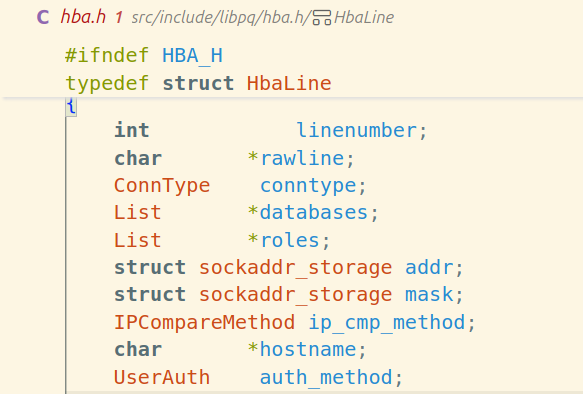 C hba.h 1 src/include/libpq/hba.h/HbaLine
#ifndef HBA_H
typedef struct HbaLine
{
    int            linenumber;
    char       *rawline;
    ConnType    conntype;
    List       *databases;
    List       *roles;
    struct sockaddr_storage addr;
    struct sockaddr_storage mask;
    IPCompareMethod ip_cmp_method;
    char       *hostname;
    UserAuth    auth_method;